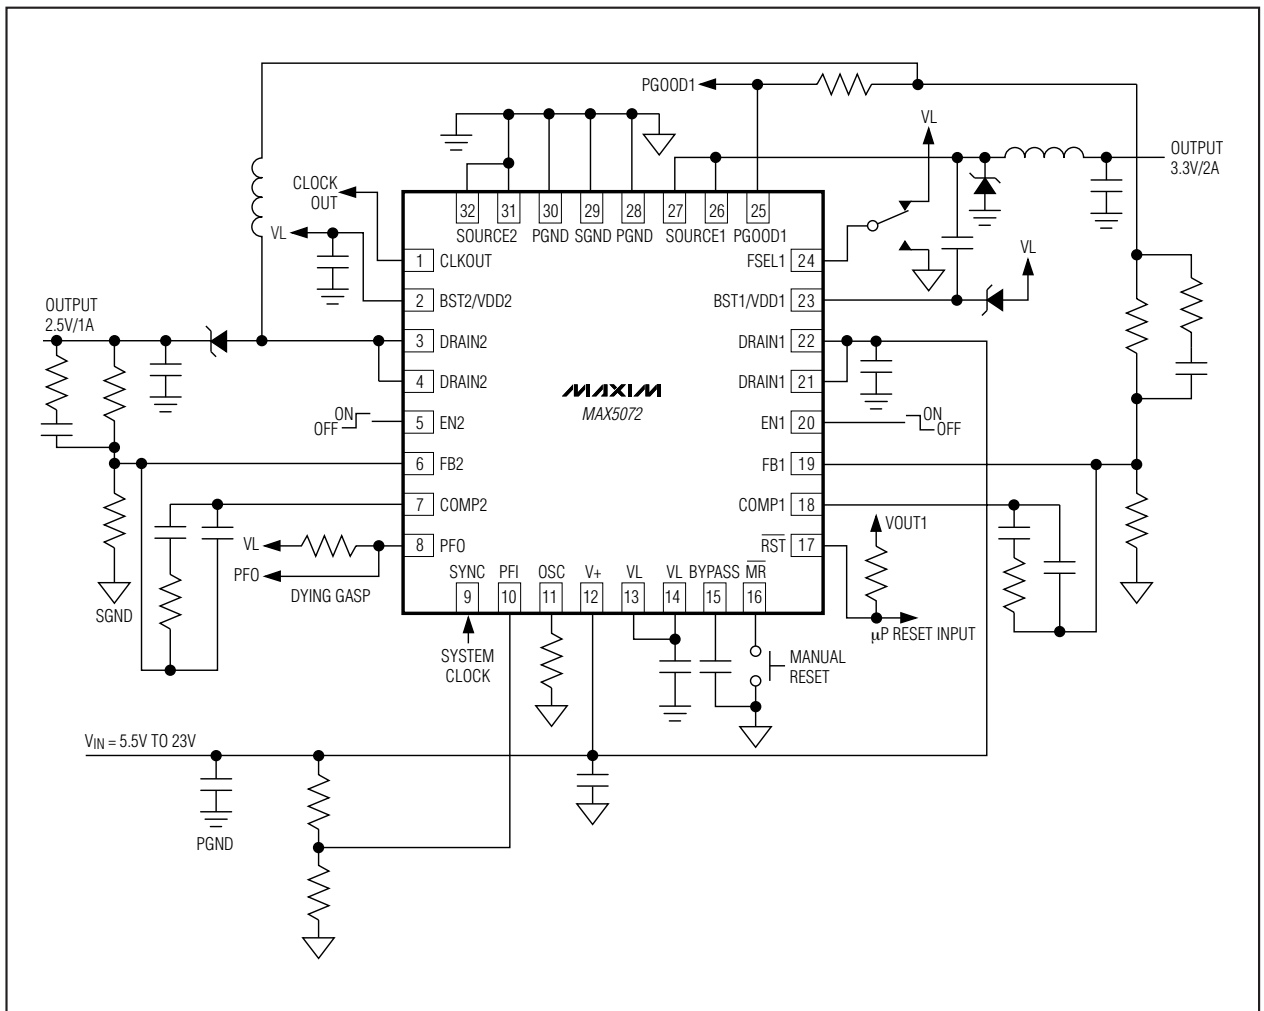 PGOOD1
VL
OUTPUT
3.3V/2A
CLOCK
OUT
32
31
30
29
28
27
26
25
SOURCE2
PGND
SGND
PGND
SOURCE1
PGOOD1
VL
VL
1
CLKOUT
FSEL1
24
2
BST2/VDD2
BST1/VDD1
23
OUTPUT
2.5V/1A
3
DRAIN2
DRAIN1
22
4
DRAIN2
DRAIN1
21
MAXIM
MAX5072
ON
OFF
5
EN2
EN1
20
ON
OFF
6
FB2
FB1
19
7
COMP2
COMP1
18
VOUT1
VL
8
PFO
RST
17
PFO
DYING GASP
SYNC
PFI
OSC
V+
VL
VL
BYPASS
MR
9
10
11
12
13
14
15
16
SGND
µP RESET INPUT
SYSTEM
CLOCK
MANUAL
RESET
VIN = 5.5V TO 23V
PGND